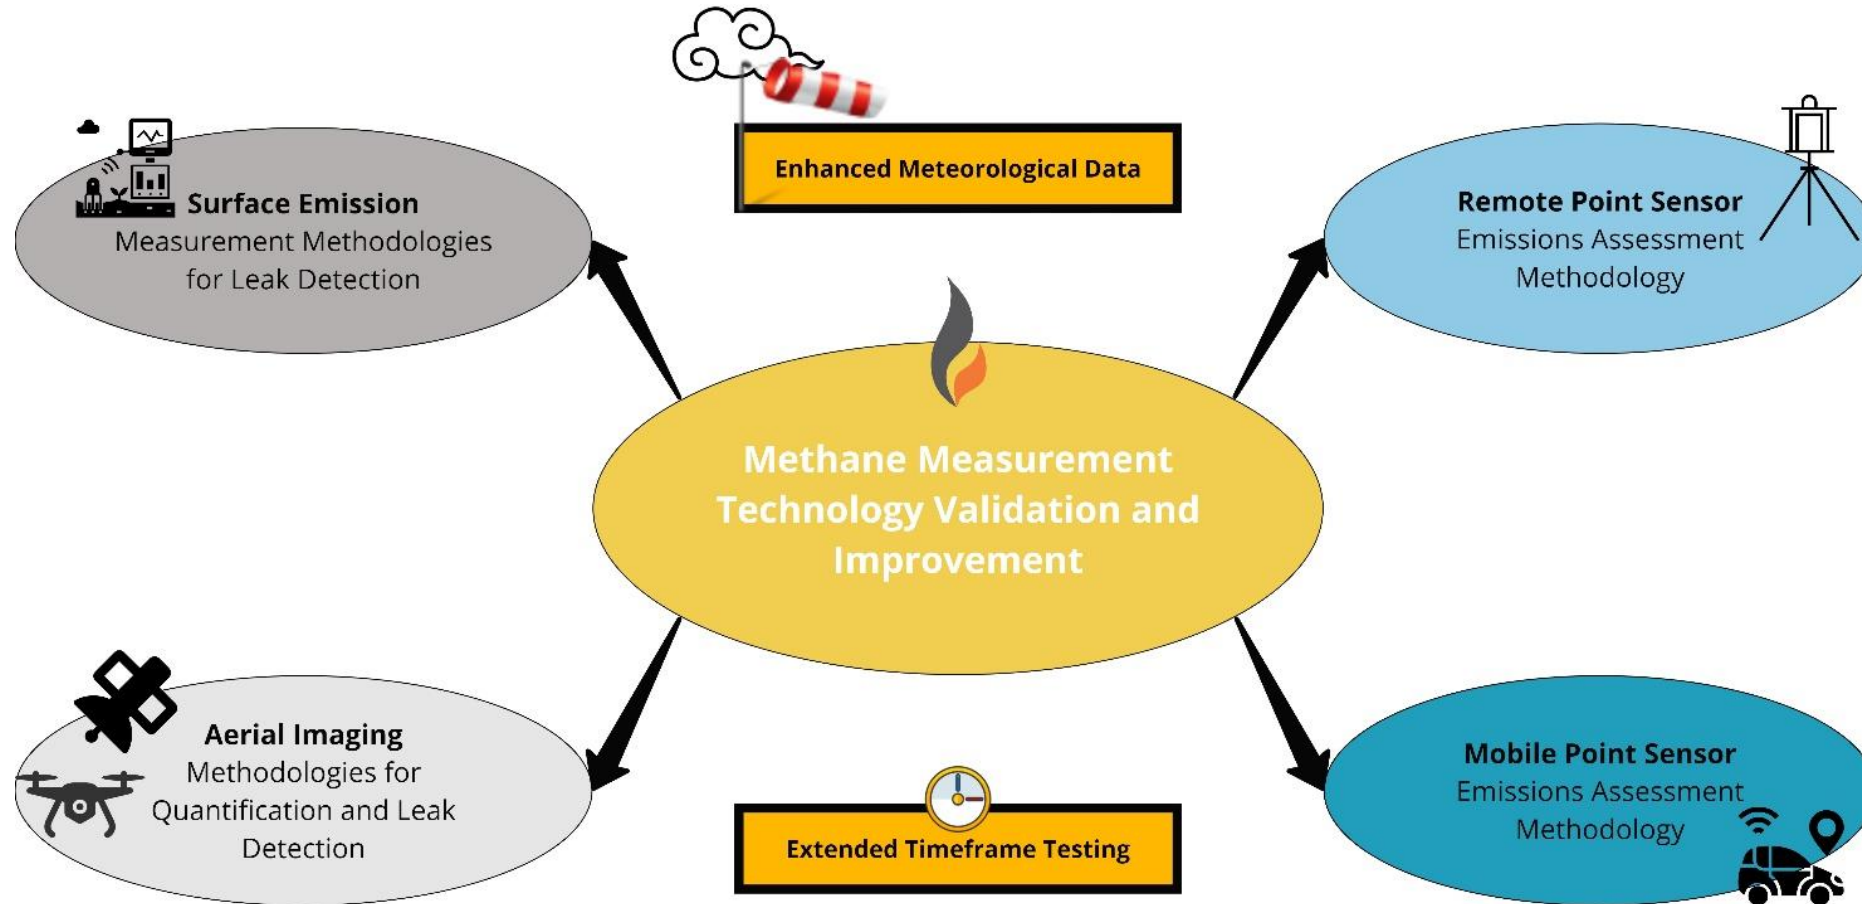 Enhanced Meteorological Data
Surface Emission
Measurement Methodologies
for Leak Detection
Remote Point Sensor
Emissions Assessment
Methodology
Methane Measurement
Technology Validation and
Improvement
Aerial Imaging
Methodologies for
Quantification and Leak
Detection
Mobile Point Sensor
Emissions Assessment
Methodology
Extended Timeframe Testing